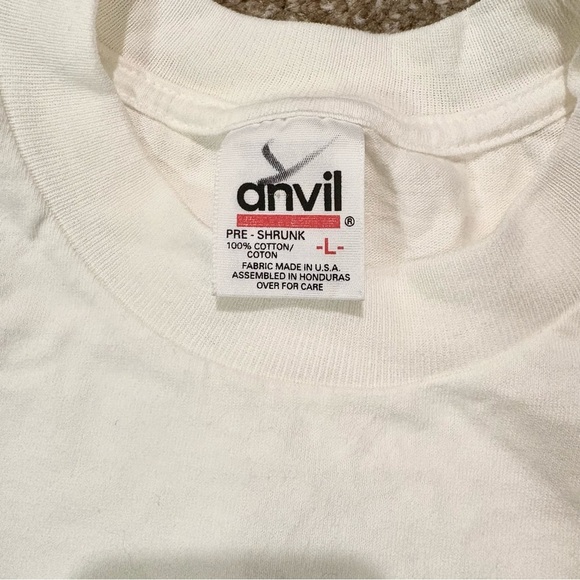 anvil
®
PRE - SHRUNK
100% COTTON/
COTON
-L-
FABRIC MADE IN U.S.A.
ASSEMBLED IN HONDURAS
OVER FOR CARE